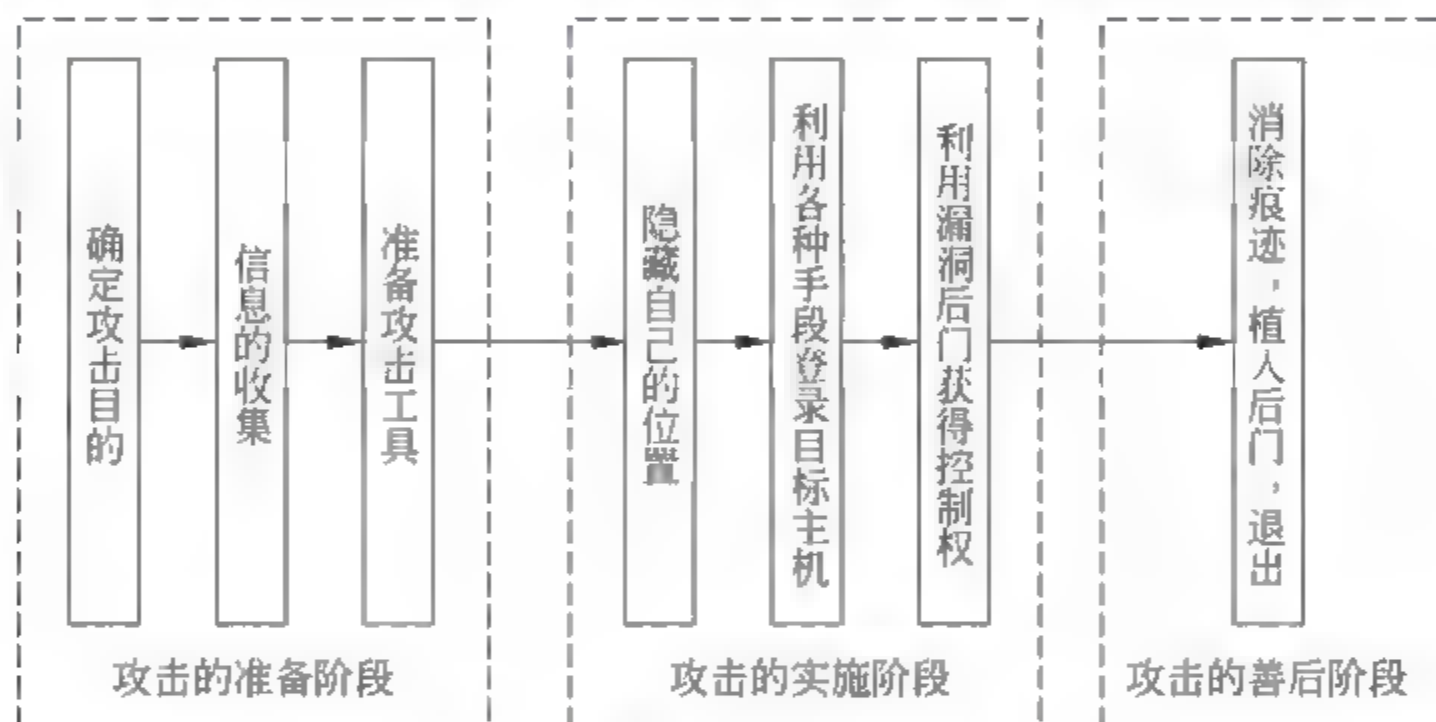 确定攻击目的
信息的收集
准备攻击工具
隐藏自己的位置
利用各种手段登录目标主机
利用漏洞后门获得控制权
消除痕迹，植入后门，退出
攻击的准备阶段
攻击的实施阶段
攻击的善后阶段